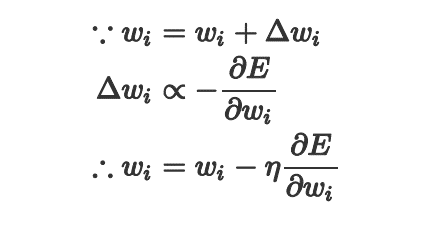 ∵ wᵢ = wᵢ + Δwᵢ
Δwᵢ ∝ − ∂E/∂wᵢ
∴ wᵢ = wᵢ − η ∂E/∂wᵢ